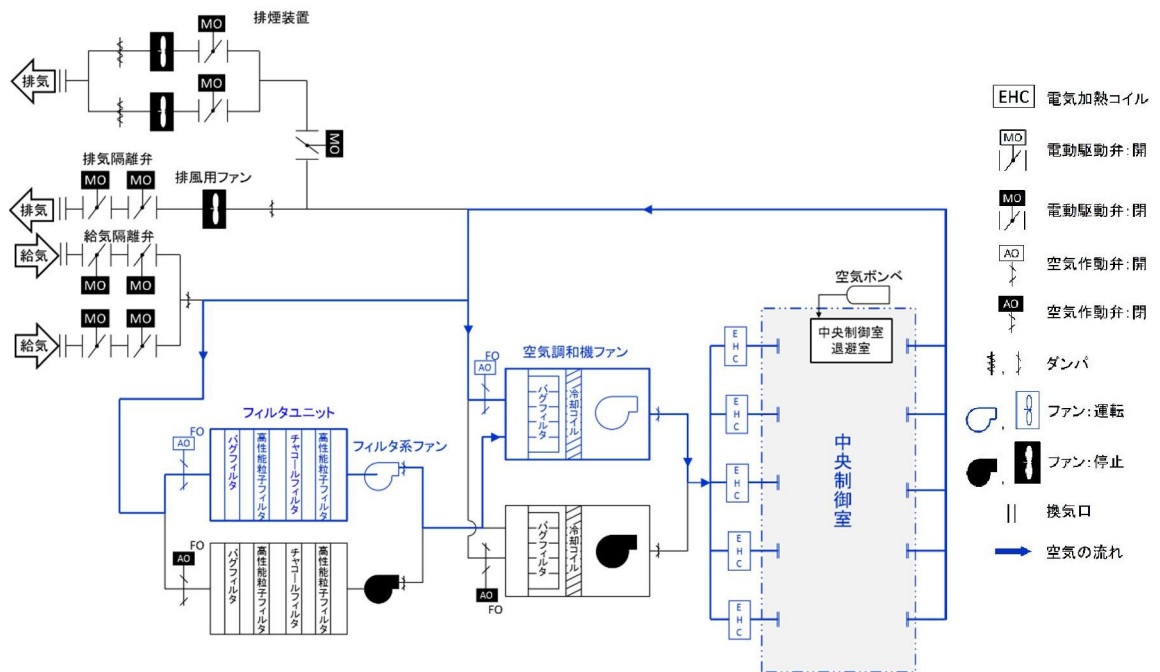 排煙装置
MO
MO
排気
MO
排気隔離弁
排風用ファン
MO
MO
排気
給気隔離弁
給気
MO
MO
MO
MO
給気
空気ボンベ
中央制御室
退避室
FO
AO
空気調和機ファン
バグフィルタ
冷却コイル
フィルタユニット
フィルタ系ファン
FO
AO
バグフィルタ
高性能粒子フィルタ
チャコールフィルタ
高性能粒子フィルタ
FO
AO
バグフィルタ
高性能粒子フィルタ
チャコールフィルタ
高性能粒子フィルタ
バグフィルタ
冷却コイル
AO
FO
EHC
EHC
EHC
EHC
EHC
中央制御室
EHC
電気加熱コイル
MO
電動駆動弁:開
MO
電動駆動弁:閉
AO
空気作動弁:開
AO
空気作動弁:閉
, ダンパ
, ファン:運転
, ファン:停止
換気口
空気の流れ